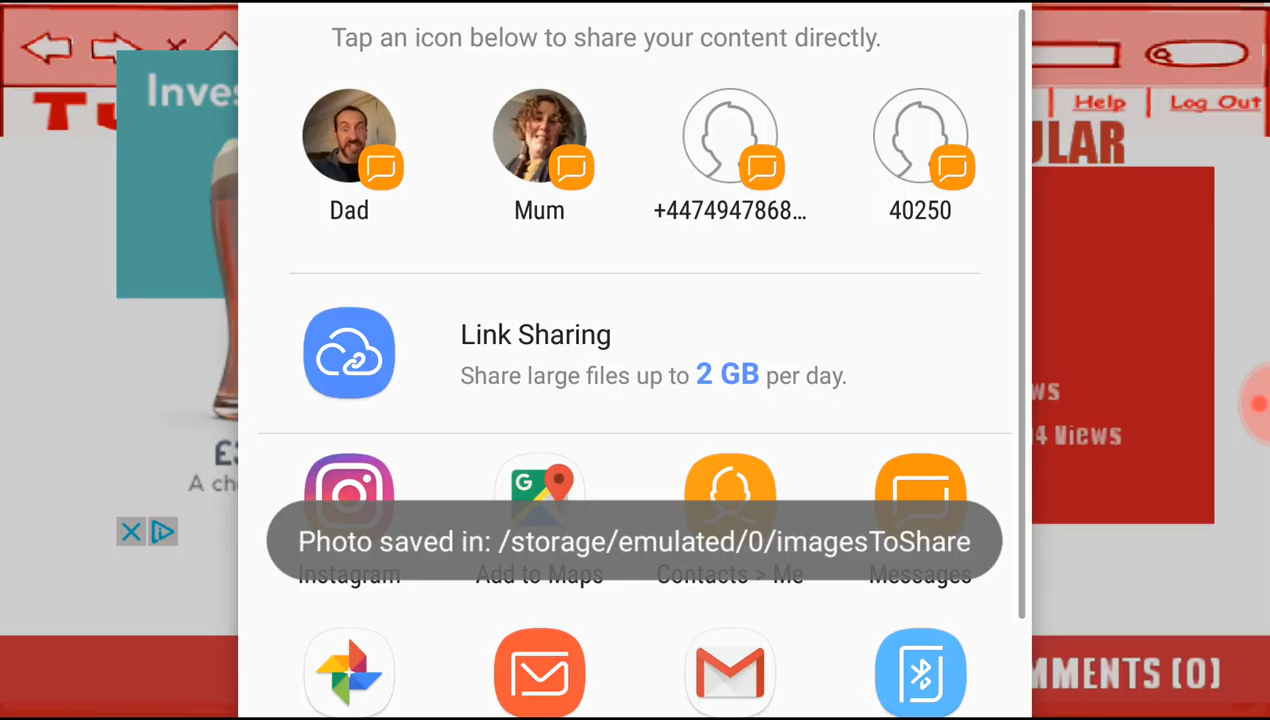 Tap an icon below to share your content directly.
Inves
Help
Log Out
ULAR
Dad
Mum
+4474947868...
40250
Link Sharing
Share large files up to 2 GB per day.
ws
4 Views
£
A ch
G
Photo saved in: /storage/emulated/0/imagesToShare
Instagram
Add to Maps
Contacts > Me
Messages
MMENTS (0)